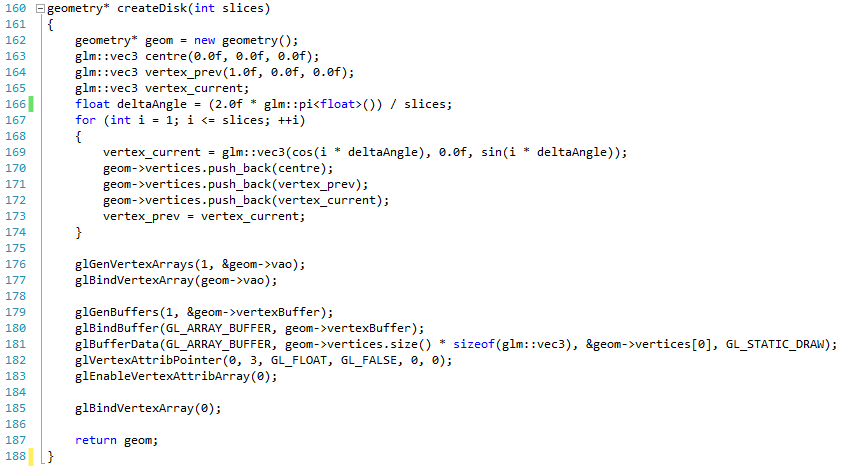 160 geometry* createDisk(int slices)
161 {
162     geometry* geom = new geometry();
163     glm::vec3 centre(0.0f, 0.0f, 0.0f);
164     glm::vec3 vertex_prev(1.0f, 0.0f, 0.0f);
165     glm::vec3 vertex_current;
166     float deltaAngle = (2.0f * glm::pi<float>()) / slices;
167     for (int i = 1; i <= slices; ++i)
168     {
169         vertex_current = glm::vec3(cos(i * deltaAngle), 0.0f, sin(i * deltaAngle));
170         geom->vertices.push_back(centre);
171         geom->vertices.push_back(vertex_prev);
172         geom->vertices.push_back(vertex_current);
173         vertex_prev = vertex_current;
174     }
175
176     glGenVertexArrays(1, &geom->vao);
177     glBindVertexArray(geom->vao);
178
179     glGenBuffers(1, &geom->vertexBuffer);
180     glBindBuffer(GL_ARRAY_BUFFER, geom->vertexBuffer);
181     glBufferData(GL_ARRAY_BUFFER, geom->vertices.size() * sizeof(glm::vec3), &geom->vertices[0], GL_STATIC_DRAW);
182     glVertexAttribPointer(0, 3, GL_FLOAT, GL_FALSE, 0, 0);
183     glEnableVertexAttribArray(0);
184
185     glBindVertexArray(0);
186
187     return geom;
188 }